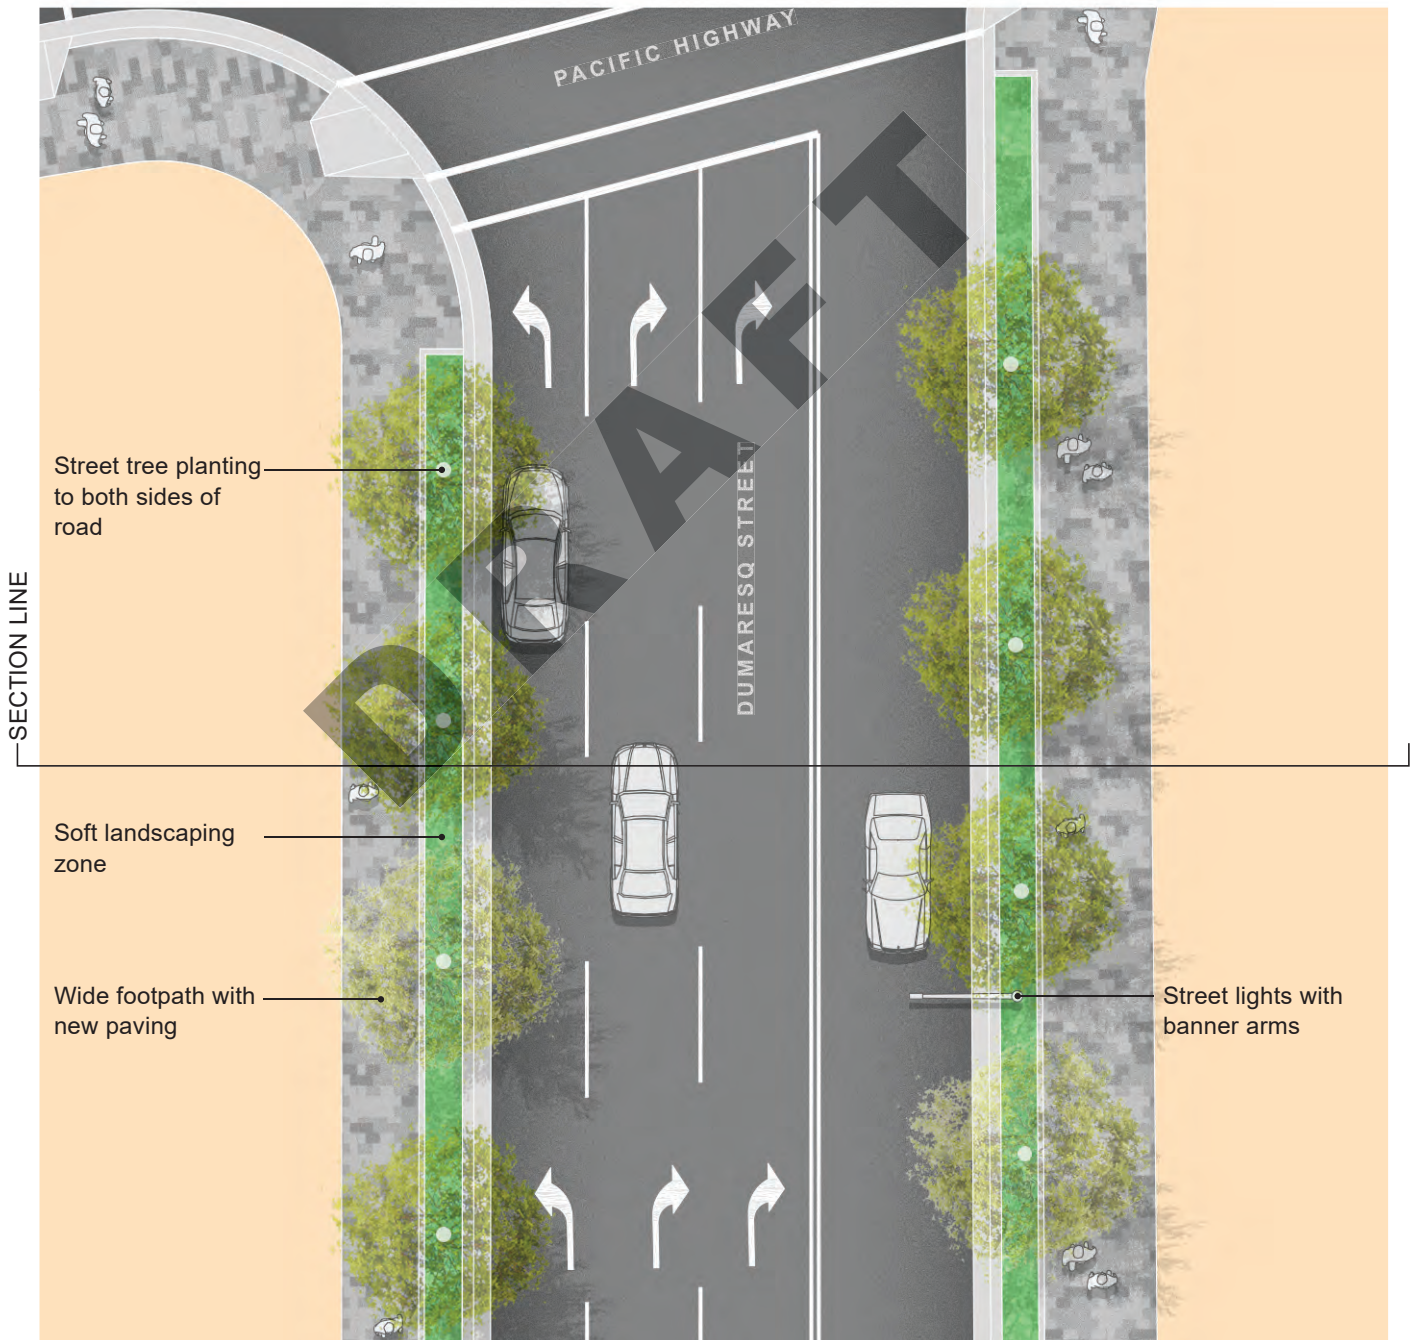 PACIFIC HIGHWAY
DRAFT
DUMARESQ STREET
Street tree planting
to both sides of
road
SECTION LINE
Soft landscaping
zone
Wide footpath with
new paving
Street lights with
banner arms